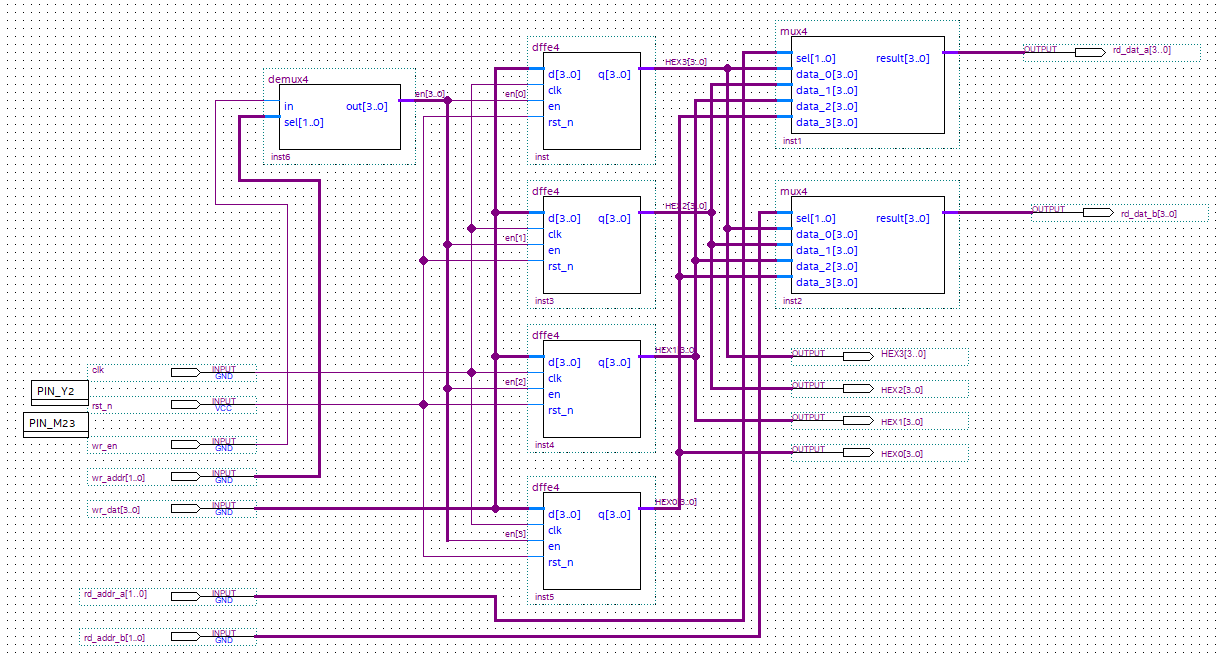 demux4
in
out[3..0]
sel[1..0]
inst6
en[3..0]
dffe4
d[3..0] q[3..0]
clk
en
rst_n
inst
en[0]
HEX3[3..0]
mux4
sel[1..0] result[3..0]
data_0[3..0]
data_1[3..0]
data_2[3..0]
data_3[3..0]
inst1
OUTPUT rd_dat_a[3..0]
dffe4
d[3..0] q[3..0]
clk
en
rst_n
inst3
en[1]
HEX2[3..0]
mux4
sel[1..0] result[3..0]
data_0[3..0]
data_1[3..0]
data_2[3..0]
data_3[3..0]
inst2
OUTPUT rd_dat_b[3..0]
dffe4
d[3..0] q[3..0]
clk
en
rst_n
inst4
en[2]
HEX1[3..0]
OUTPUT HEX3[3..0]
OUTPUT HEX2[3..0]
OUTPUT HEX1[3..0]
OUTPUT HEX0[3..0]
clk INPUT GND
PIN_Y2
rst_n INPUT VCC
PIN_M23
wr_en INPUT GND
wr_addr[1..0] INPUT GND
wr_dat[3..0] INPUT GND
dffe4
d[3..0] q[3..0]
clk
en
rst_n
inst5
en[3]
HEX0[3..0]
rd_addr_a[1..0] INPUT GND
rd_addr_b[1..0] INPUT GND